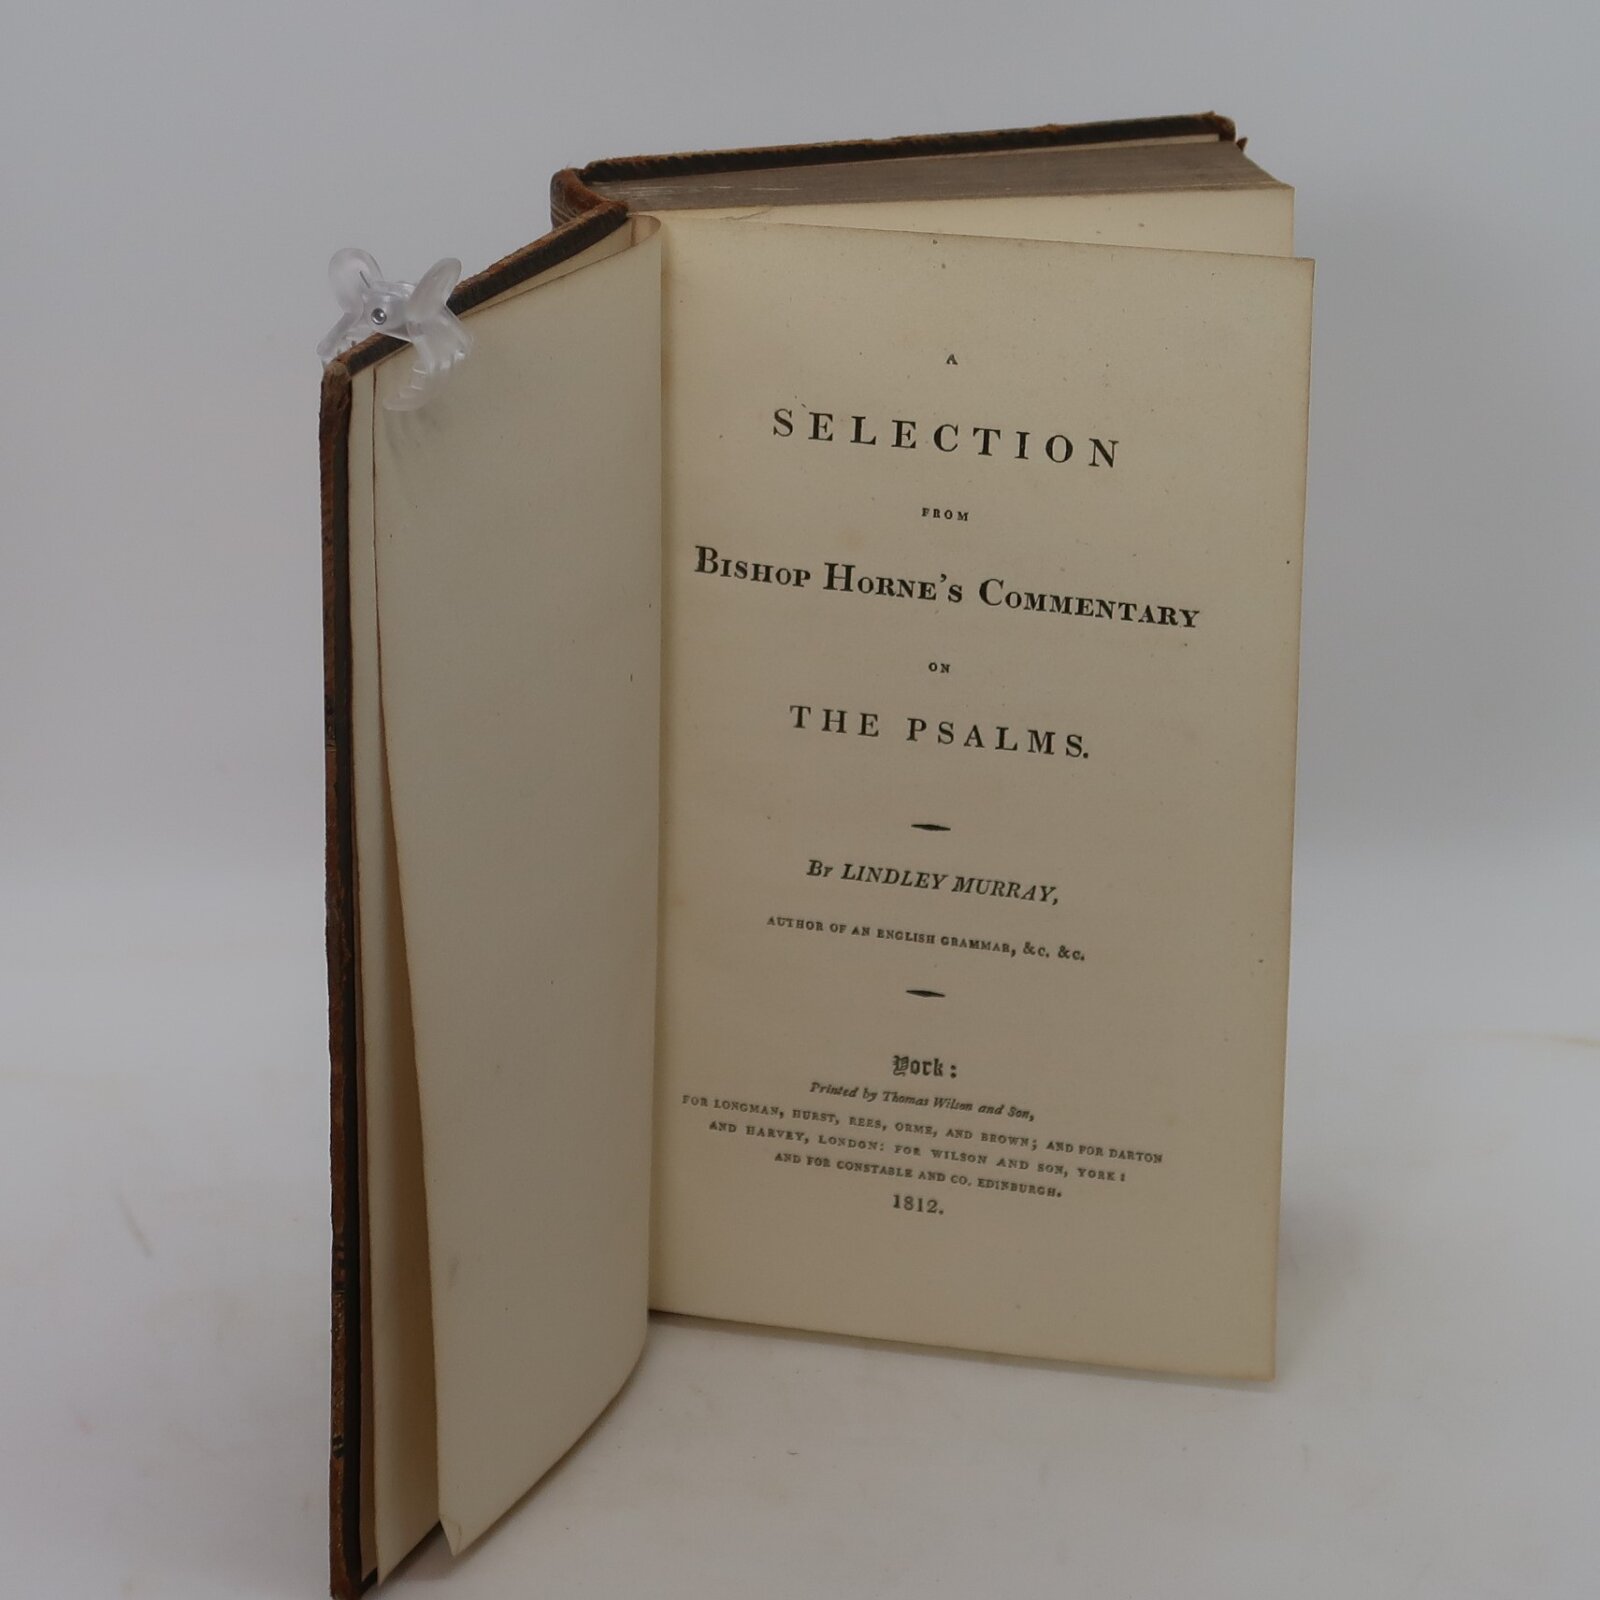 A
SELECTION
FROM
BISHOP HORNE'S COMMENTARY
ON
THE PSALMS.
BY LINDLEY MURRAY,
AUTHOR OF AN ENGLISH GRAMMAR, &C. &C.
York:
Printed by Thomas Wilson and Son,
FOR LONGMAN, HURST, REES, ORME, AND BROWN; AND FOR DARTON
AND HARVEY, LONDON: FOR WILSON AND SON, YORK:
AND FOR CONSTABLE AND CO. EDINBURGH.
1812.